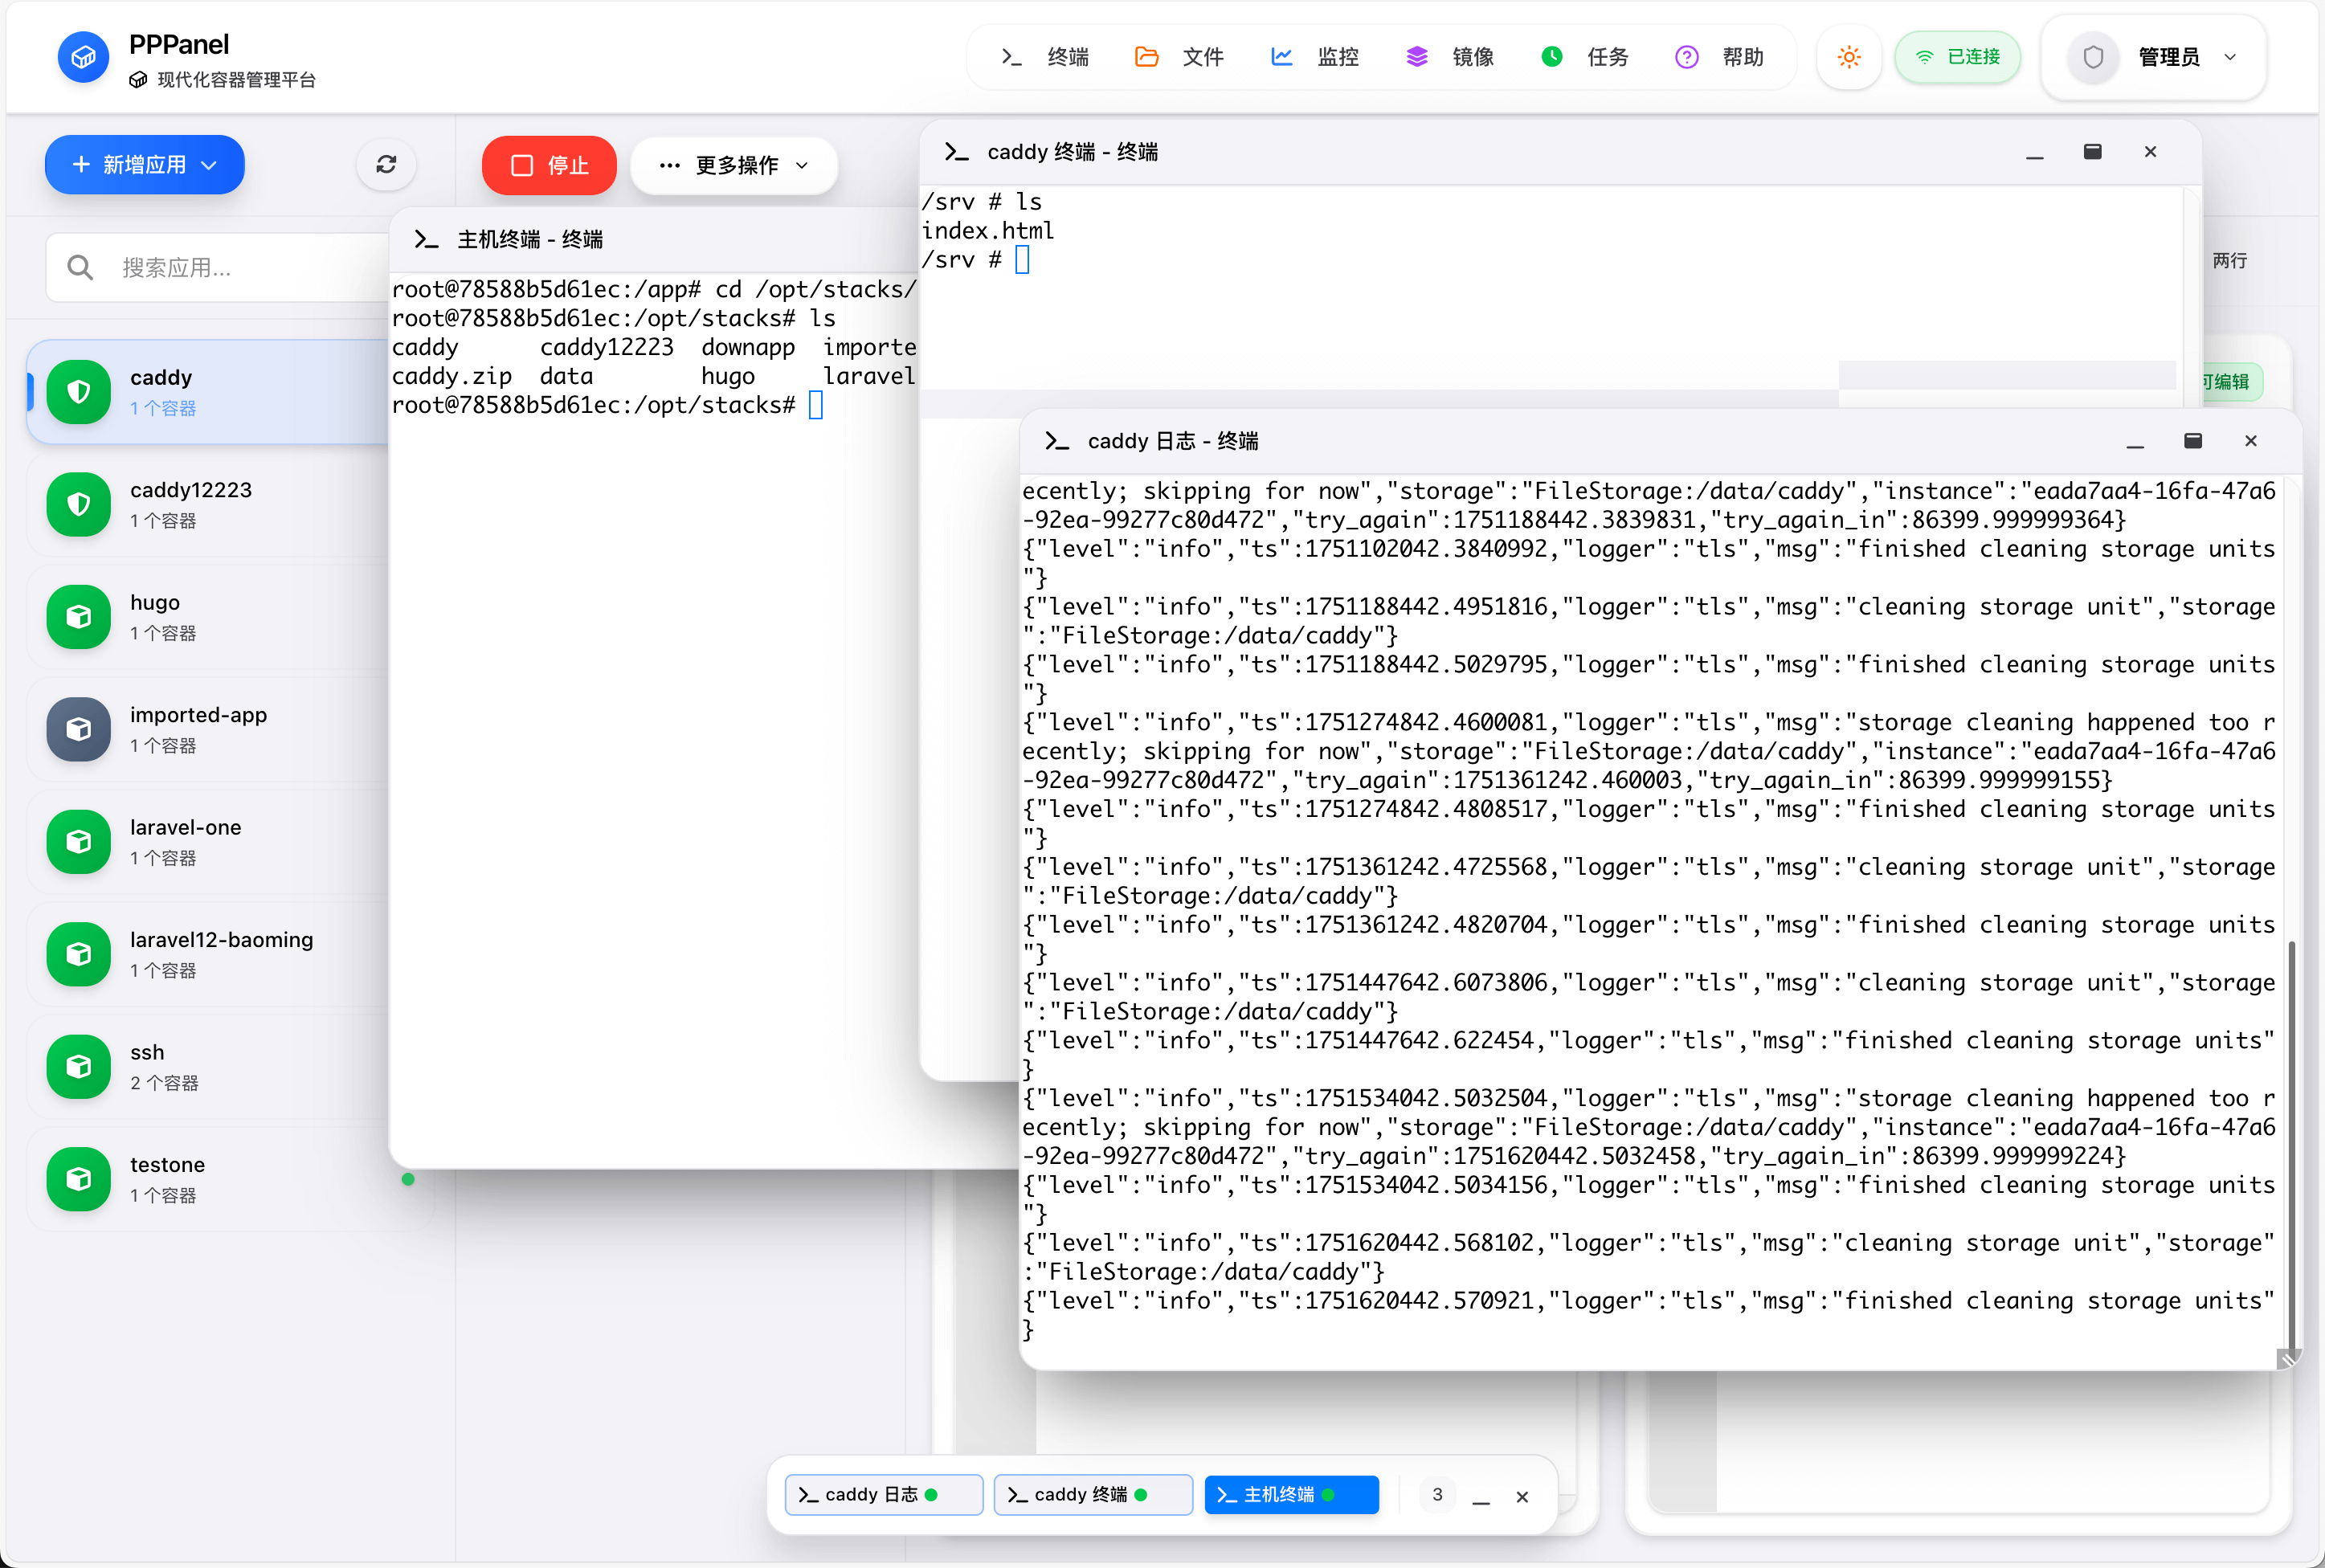 PPPanel
现代化容器管理平台
终端
文件
监控
镜像
任务
帮助
已连接
管理员
新增应用
停止
更多操作
搜索应用...
两行
可编辑
caddy
1 个容器
caddy12223
1 个容器
hugo
1 个容器
imported-app
1 个容器
laravel-one
1 个容器
laravel12-baoming
1 个容器
ssh
2 个容器
testone
1 个容器
主机终端 - 终端
root@78588b5d61ec:/app# cd /opt/stacks/
root@78588b5d61ec:/opt/stacks# ls
caddy caddy12223 downapp importe
caddy.zip data hugo laravel
root@78588b5d61ec:/opt/stacks#
caddy 终端 - 终端
/srv # ls
index.html
/srv #
caddy 日志 - 终端
ecently; skipping for now","storage":"FileStorage:/data/caddy","instance":"eada7aa4-16fa-47a6
-92ea-99277c80d472","try_again":1751188442.3839831,"try_again_in":86399.999999364}
{"level":"info","ts":1751102042.3840992,"logger":"tls","msg":"finished cleaning storage units
"}
{"level":"info","ts":1751188442.4951816,"logger":"tls","msg":"cleaning storage unit","storage
":"FileStorage:/data/caddy"}
{"level":"info","ts":1751188442.5029795,"logger":"tls","msg":"finished cleaning storage units
"}
{"level":"info","ts":1751274842.4600081,"logger":"tls","msg":"storage cleaning happened too r
ecently; skipping for now","storage":"FileStorage:/data/caddy","instance":"eada7aa4-16fa-47a6
-92ea-99277c80d472","try_again":1751361242.460003,"try_again_in":86399.999999155}
{"level":"info","ts":1751274842.4808517,"logger":"tls","msg":"finished cleaning storage units
"}
{"level":"info","ts":1751361242.4725568,"logger":"tls","msg":"cleaning storage unit","storage
":"FileStorage:/data/caddy"}
{"level":"info","ts":1751361242.4820704,"logger":"tls","msg":"finished cleaning storage units
"}
{"level":"info","ts":1751447642.6073806,"logger":"tls","msg":"cleaning storage unit","storage
":"FileStorage:/data/caddy"}
{"level":"info","ts":1751447642.622454,"logger":"tls","msg":"finished cleaning storage units"
}
{"level":"info","ts":1751534042.5032504,"logger":"tls","msg":"storage cleaning happened too r
ecently; skipping for now","storage":"FileStorage:/data/caddy","instance":"eada7aa4-16fa-47a6
-92ea-99277c80d472","try_again":1751620442.5032458,"try_again_in":86399.999999224}
{"level":"info","ts":1751534042.5034156,"logger":"tls","msg":"finished cleaning storage units
"}
{"level":"info","ts":1751620442.568102,"logger":"tls","msg":"cleaning storage unit","storage"
:"FileStorage:/data/caddy"}
{"level":"info","ts":1751620442.570921,"logger":"tls","msg":"finished cleaning storage units"
}
caddy 日志
caddy 终端
主机终端
3